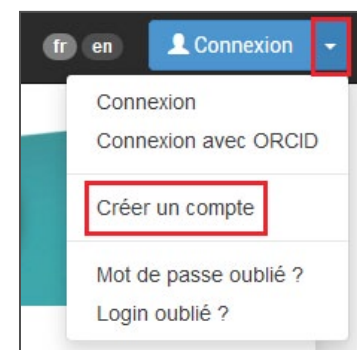 fr en Connexion
Connexion
Connexion avec ORCID
Créer un compte
Mot de passe oublié ?
Login oublié ?